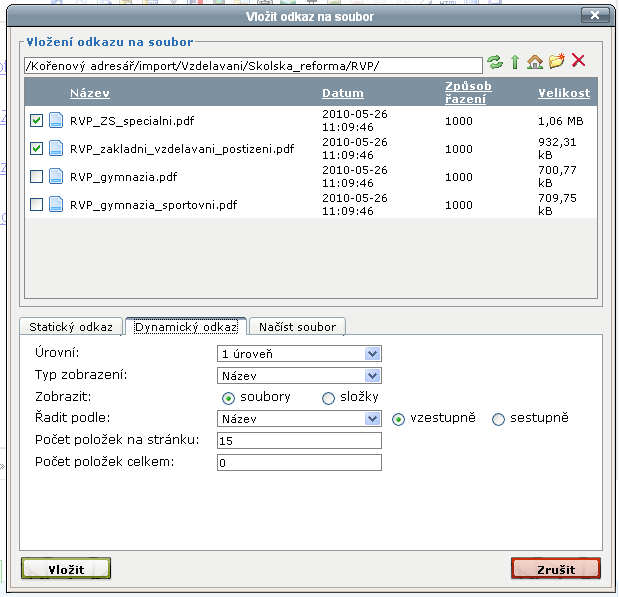 Vložit odkaz na soubor
Vložení odkazu na soubor
/Kořenový adresář/import/Vzdelavani/Skolska_reforma/RVP/
Název Datum Způsob řazení Velikost
RVP_ZS_specialni.pdf 2010-05-26 11:09:46 1000 1,06 MB
RVP_zakladni_vzdelavani_postizeni.pdf 2010-05-26 11:09:46 1000 932,31 kB
RVP_gymnazia.pdf 2010-05-26 11:09:46 1000 700,77 kB
RVP_gymnazia_sportovni.pdf 2010-05-26 11:09:46 1000 709,75 kB
Statický odkaz Dynamický odkaz Načíst soubor
Úrovní: 1 úroveň
Typ zobrazení: Název
Zobrazit: soubory složky
Řadit podle: Název vzestupně sestupně
Počet položek na stránku: 15
Počet položek celkem: 0
Vložit Zrušit